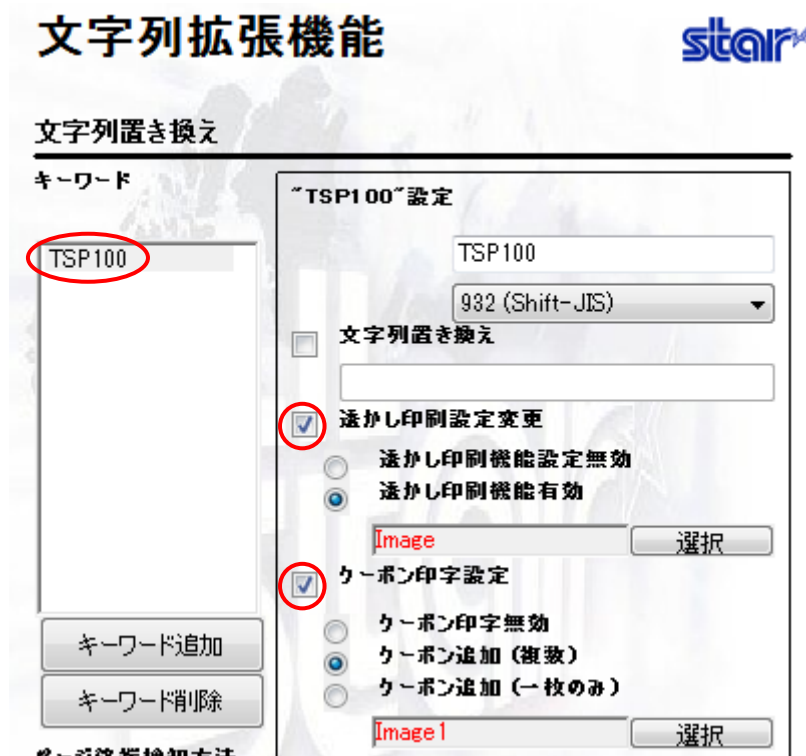 文字列拡張機能
star
文字列置き換え
キーワード
TSP100
キーワード追加
キーワード削除
"TSP100"設定
TSP100
932 (Shift-JIS)
文字列置き換え
透かし印刷設定変更
透かし印刷機能設定無効
透かし印刷機能有効
Image
選択
クーポン印字設定
クーポン印字無効
クーポン追加 (複数)
クーポン追加 (一枚のみ)
Image1
選択